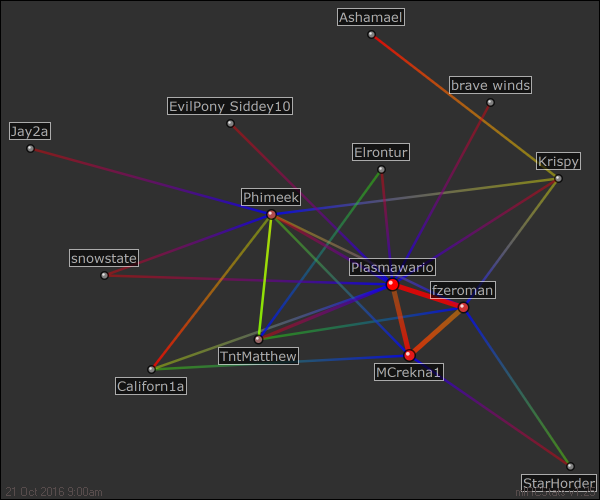 Ashamael
brave winds
EvilPony Siddey10
Jay2a
Elrontur
Krispy
Phimeek
snowstate
Plasmawario
fzeroman
TntMatthew
MCrekna1
Californ1a
StarHorder
21 Oct 2016 9:00am